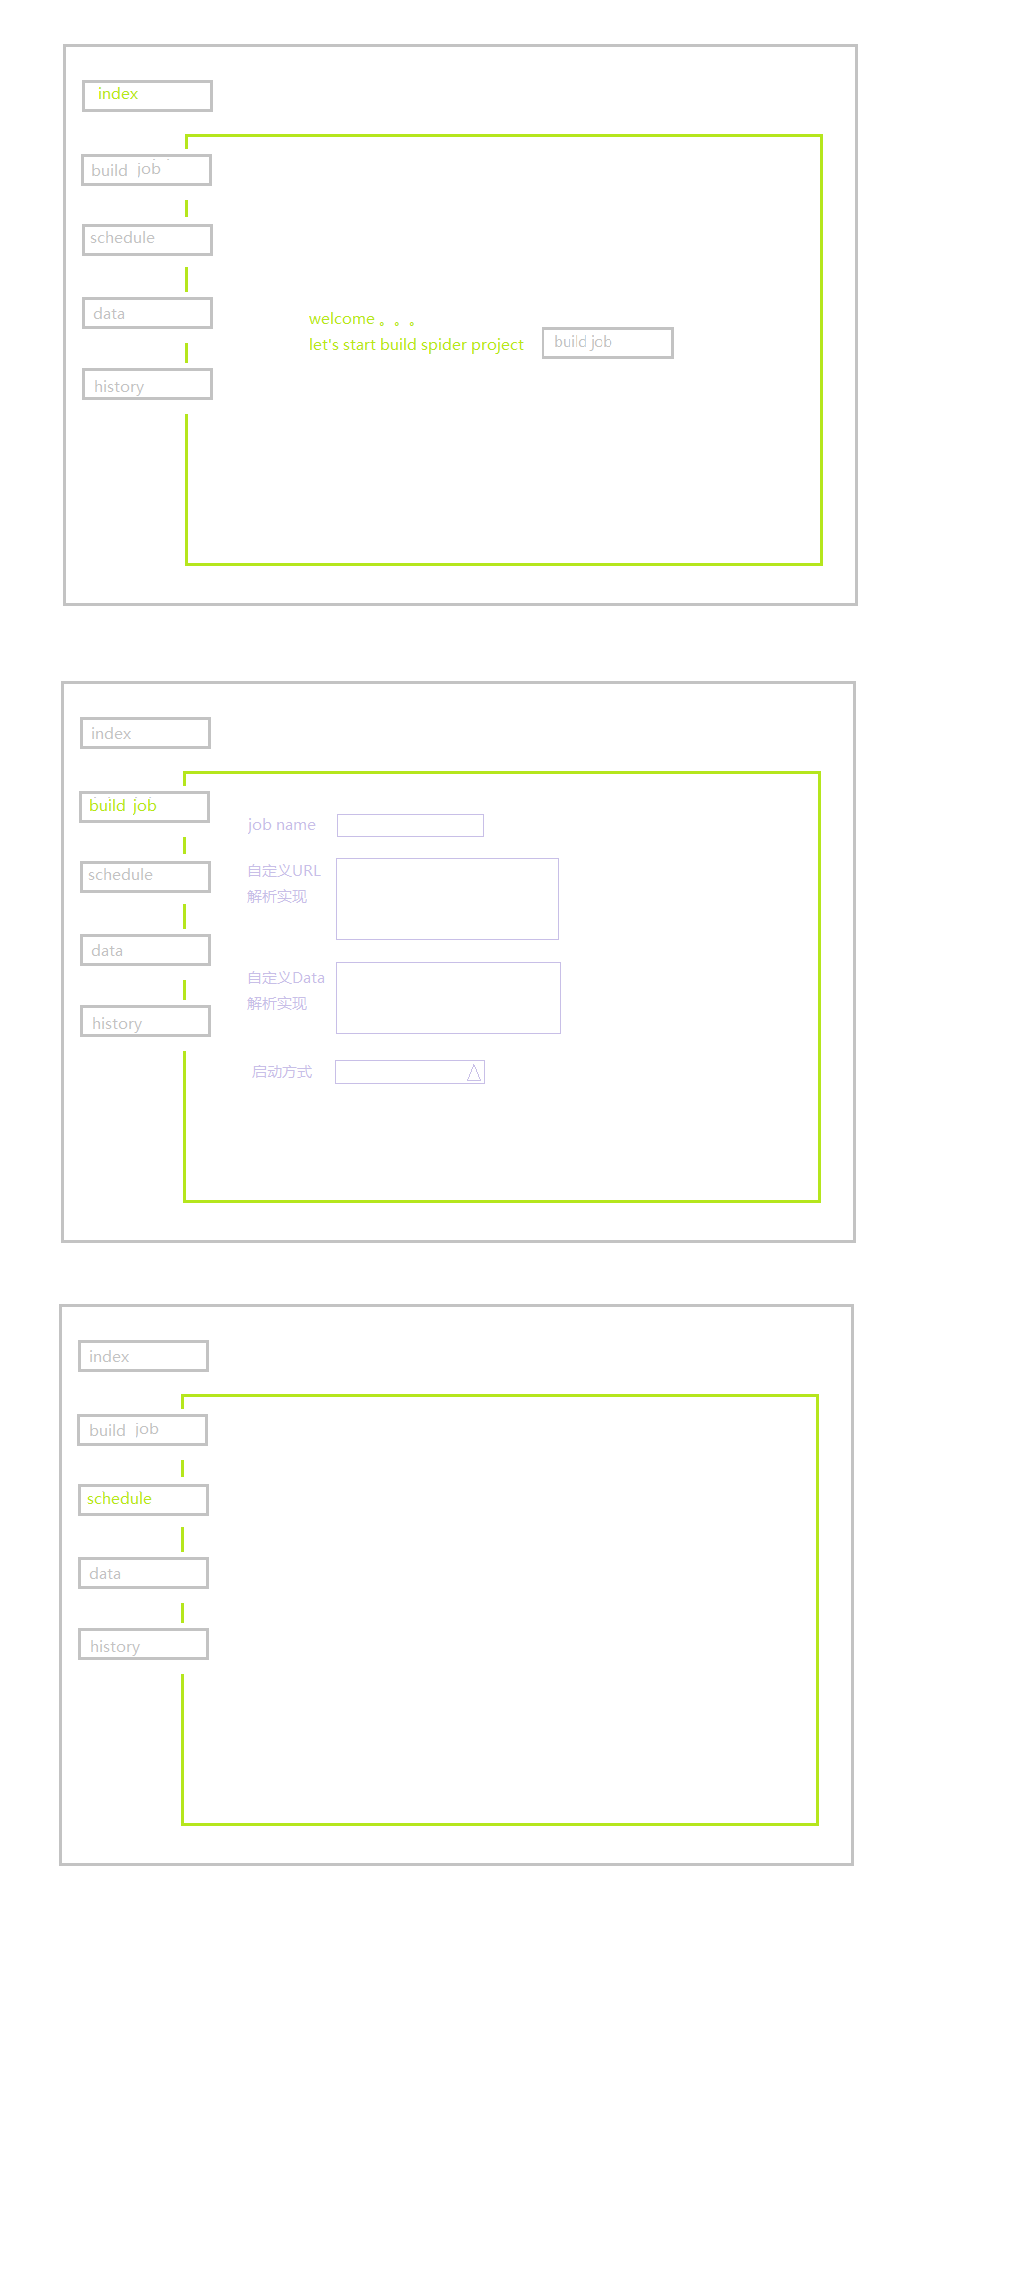 index
build job
schedule
data
history
welcome 。。。
let's start build spider project
build job
index
build job
schedule
data
history
job name
自定义URL
解析实现
自定义Data
解析实现
启动方式
index
build job
schedule
data
history